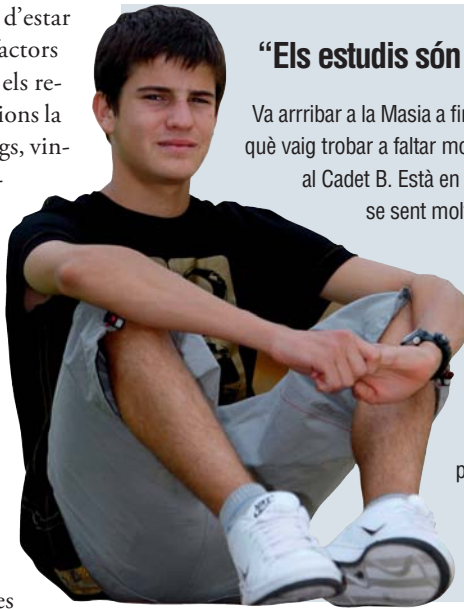 d’estar
factors
els re-
ions la
gs, vin-
-
es
“Els estudis són
Va arrribar a la Masia a fin
què vaig trobar a faltar mo
al Cadet B. Està en
se sent molt
p